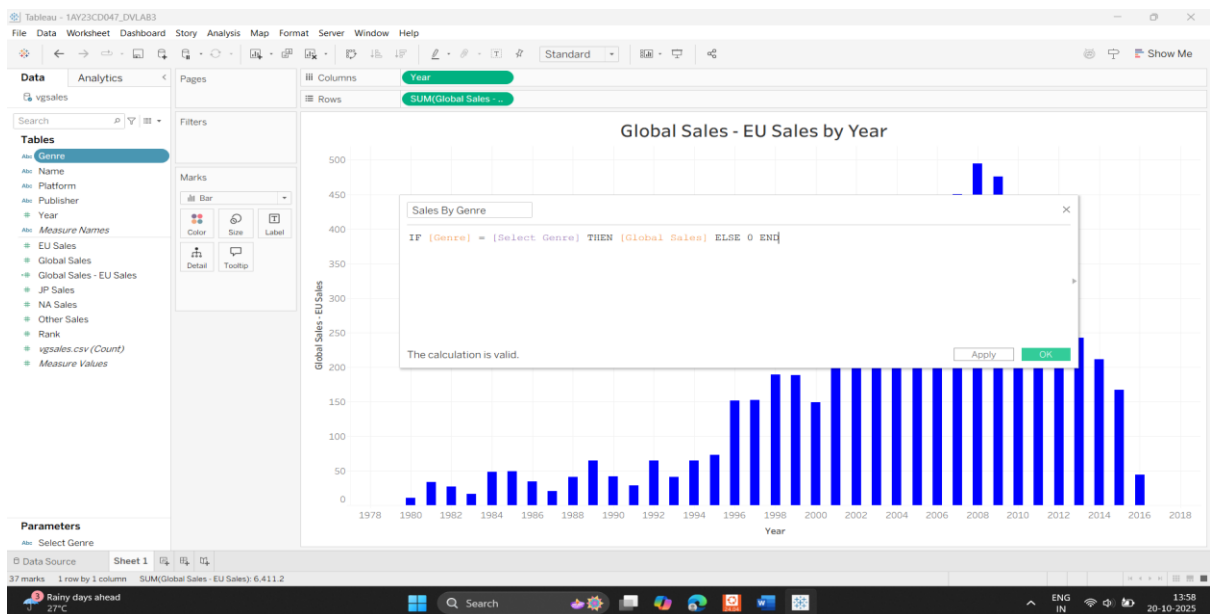 Tableau - 1AY23CD047_DVLAB3
File Data Worksheet Dashboard Story Analysis Map Format Server Window Help
Standard
Show Me
Data Analytics
vgsales
Search
Tables
Abc Genre
Abc Name
Abc Platform
Abc Publisher
# Year
Abc Measure Names
# EU Sales
# Global Sales
=# Global Sales - EU Sales
# JP Sales
# NA Sales
# Other Sales
# Rank
# vgsales.csv (Count)
# Measure Values
Parameters
Abc Select Genre
Pages
Filters
Marks
Bar
Color Size Label
Detail Tooltip
Columns Year
Rows SUM(Global Sales - ..
Global Sales - EU Sales by Year
500
450
400
350
300
250
200
150
100
50
0
Global Sales - EU Sales
Sales By Genre
IF [Genre] = [Select Genre] THEN [Global Sales] ELSE 0 END
The calculation is valid.
Apply OK
1978 1980 1982 1984 1986 1988 1990 1992 1994 1996 1998 2000 2002 2004 2006 2008 2010 2012 2014 2016 2018
Year
Data Source Sheet 1
37 marks 1 row by 1 column SUM(Global Sales - EU Sales): 6,411.2
3
Rainy days ahead
27°C
Search
ENG
IN
13:58
20-10-2025